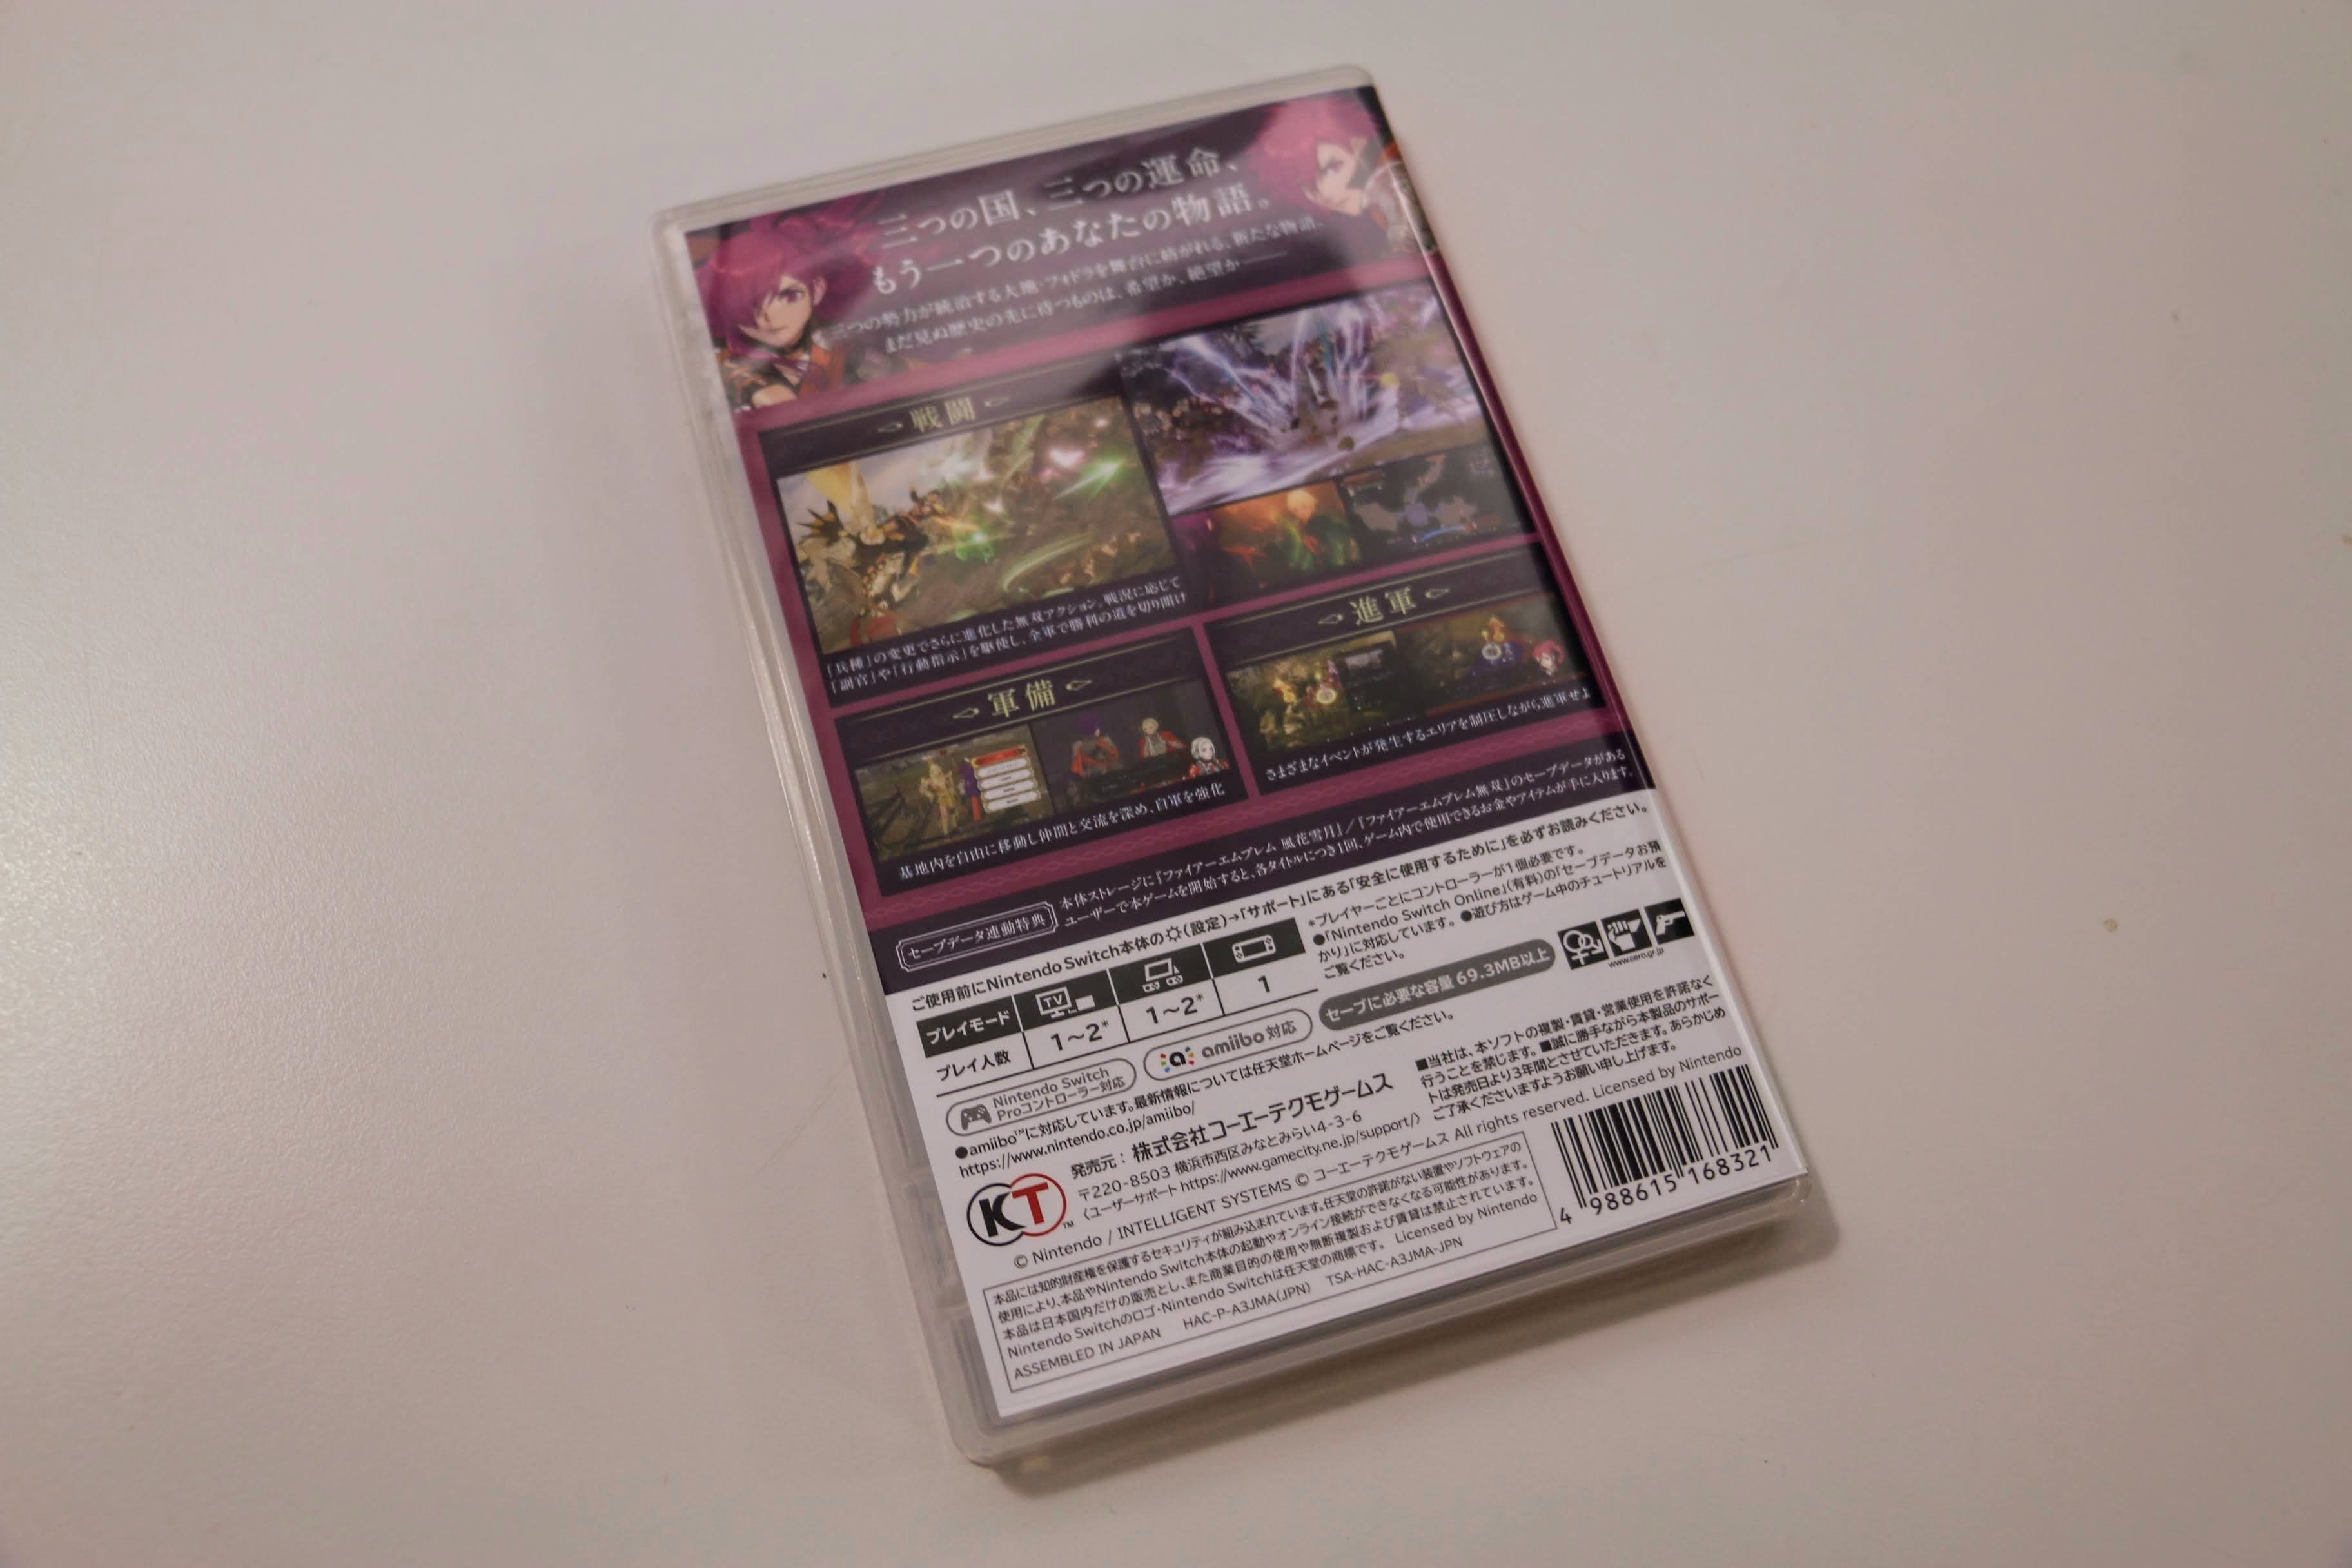 三つの国、三つの運命、
もう一つのあなたの物語。
三つの勢力が統治する大地・フォドラを舞台に紡がれる、新たな物語。
まだ見ぬ歴史の先に待つものは、希望か、絶望か――
戦闘
「兵種」の変更でさらに進化した無双アクション。戦況に応じて
「副官」や「行動指示」を駆使し、全軍で勝利の道を切り開け
軍備
基地内を自由に移動し仲間と交流を深め、自軍を強化
進軍
さまざまなイベントが発生するエリアを制圧しながら進軍せよ
セーブデータ連動特典
本体ストレージに『ファイアーエムブレム 風花雪月』/『ファイアーエムブレム無双』のセーブデータがある
ユーザーで本ゲームを開始すると、各タイトルにつき1回、ゲーム内で使用できるお金やアイテムが手に入ります。
ご使用前にNintendo Switch本体の(設定)→「サポート」にある「安全に使用するために」を必ずお読みください。
プレイモード TV
プレイ人数 1～2* 1～2* 1
*プレイヤーごとにコントローラーが1個必要です。
●「Nintendo Switch Online」(有料)の「セーブデータお預
かり」に対応しています。 ●遊び方はゲーム中のチュートリアルを
ご覧ください。
セーブに必要な容量 69.3MB以上
www.cero.gr.jp
Nintendo Switch
Proコントローラー対応
amiibo 対応
●amiibo™に対応しています。最新情報については任天堂ホームページをご覧ください。
https://www.nintendo.co.jp/amiibo/
■当社は、本ソフトの複製・賃貸・営業使用を許諾なく
行うことを禁じます。■誠に勝手ながら本製品のサポー
トは発売日より3年間とさせていただきます。あらかじめ
ご了承くださいますようお願い申し上げます。
KT™
発売元: 株式会社コーエーテクモゲームス
〒220-8503 横浜市西区みなとみらい4-3-6
〈ユーザーサポート https://www.gamecity.ne.jp/support/〉
© Nintendo / INTELLIGENT SYSTEMS © コーエーテクモゲームス All rights reserved. Licensed by Nintendo
本品には知的財産権を保護するセキュリティが組み込まれています。任天堂の許諾がない装置やソフトウェアの
使用により、本品やNintendo Switch本体の起動やオンライン接続ができなくなる可能性があります。
本品は日本国内だけの販売とし、また商業目的の使用や無断複製および賃貸は禁止されています。
Nintendo Switchのロゴ・Nintendo Switchは任天堂の商標です。 Licensed by Nintendo
ASSEMBLED IN JAPAN HAC-P-A3JMA(JPN) TSA-HAC-A3JMA-JPN
4 988615 168321